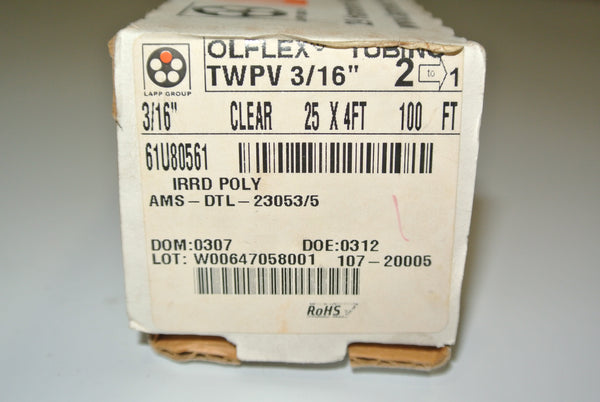 OLFLEX® TUBING
LAPP GROUP
TWPV 3/16" 2 to 1
3/16" CLEAR 25 X 4FT 100 FT
61U80561
IRRD POLY
AMS-DTL-23053/5
DOM:0307 DOE:0312
LOT: W00647058001 107-20005
RoHS